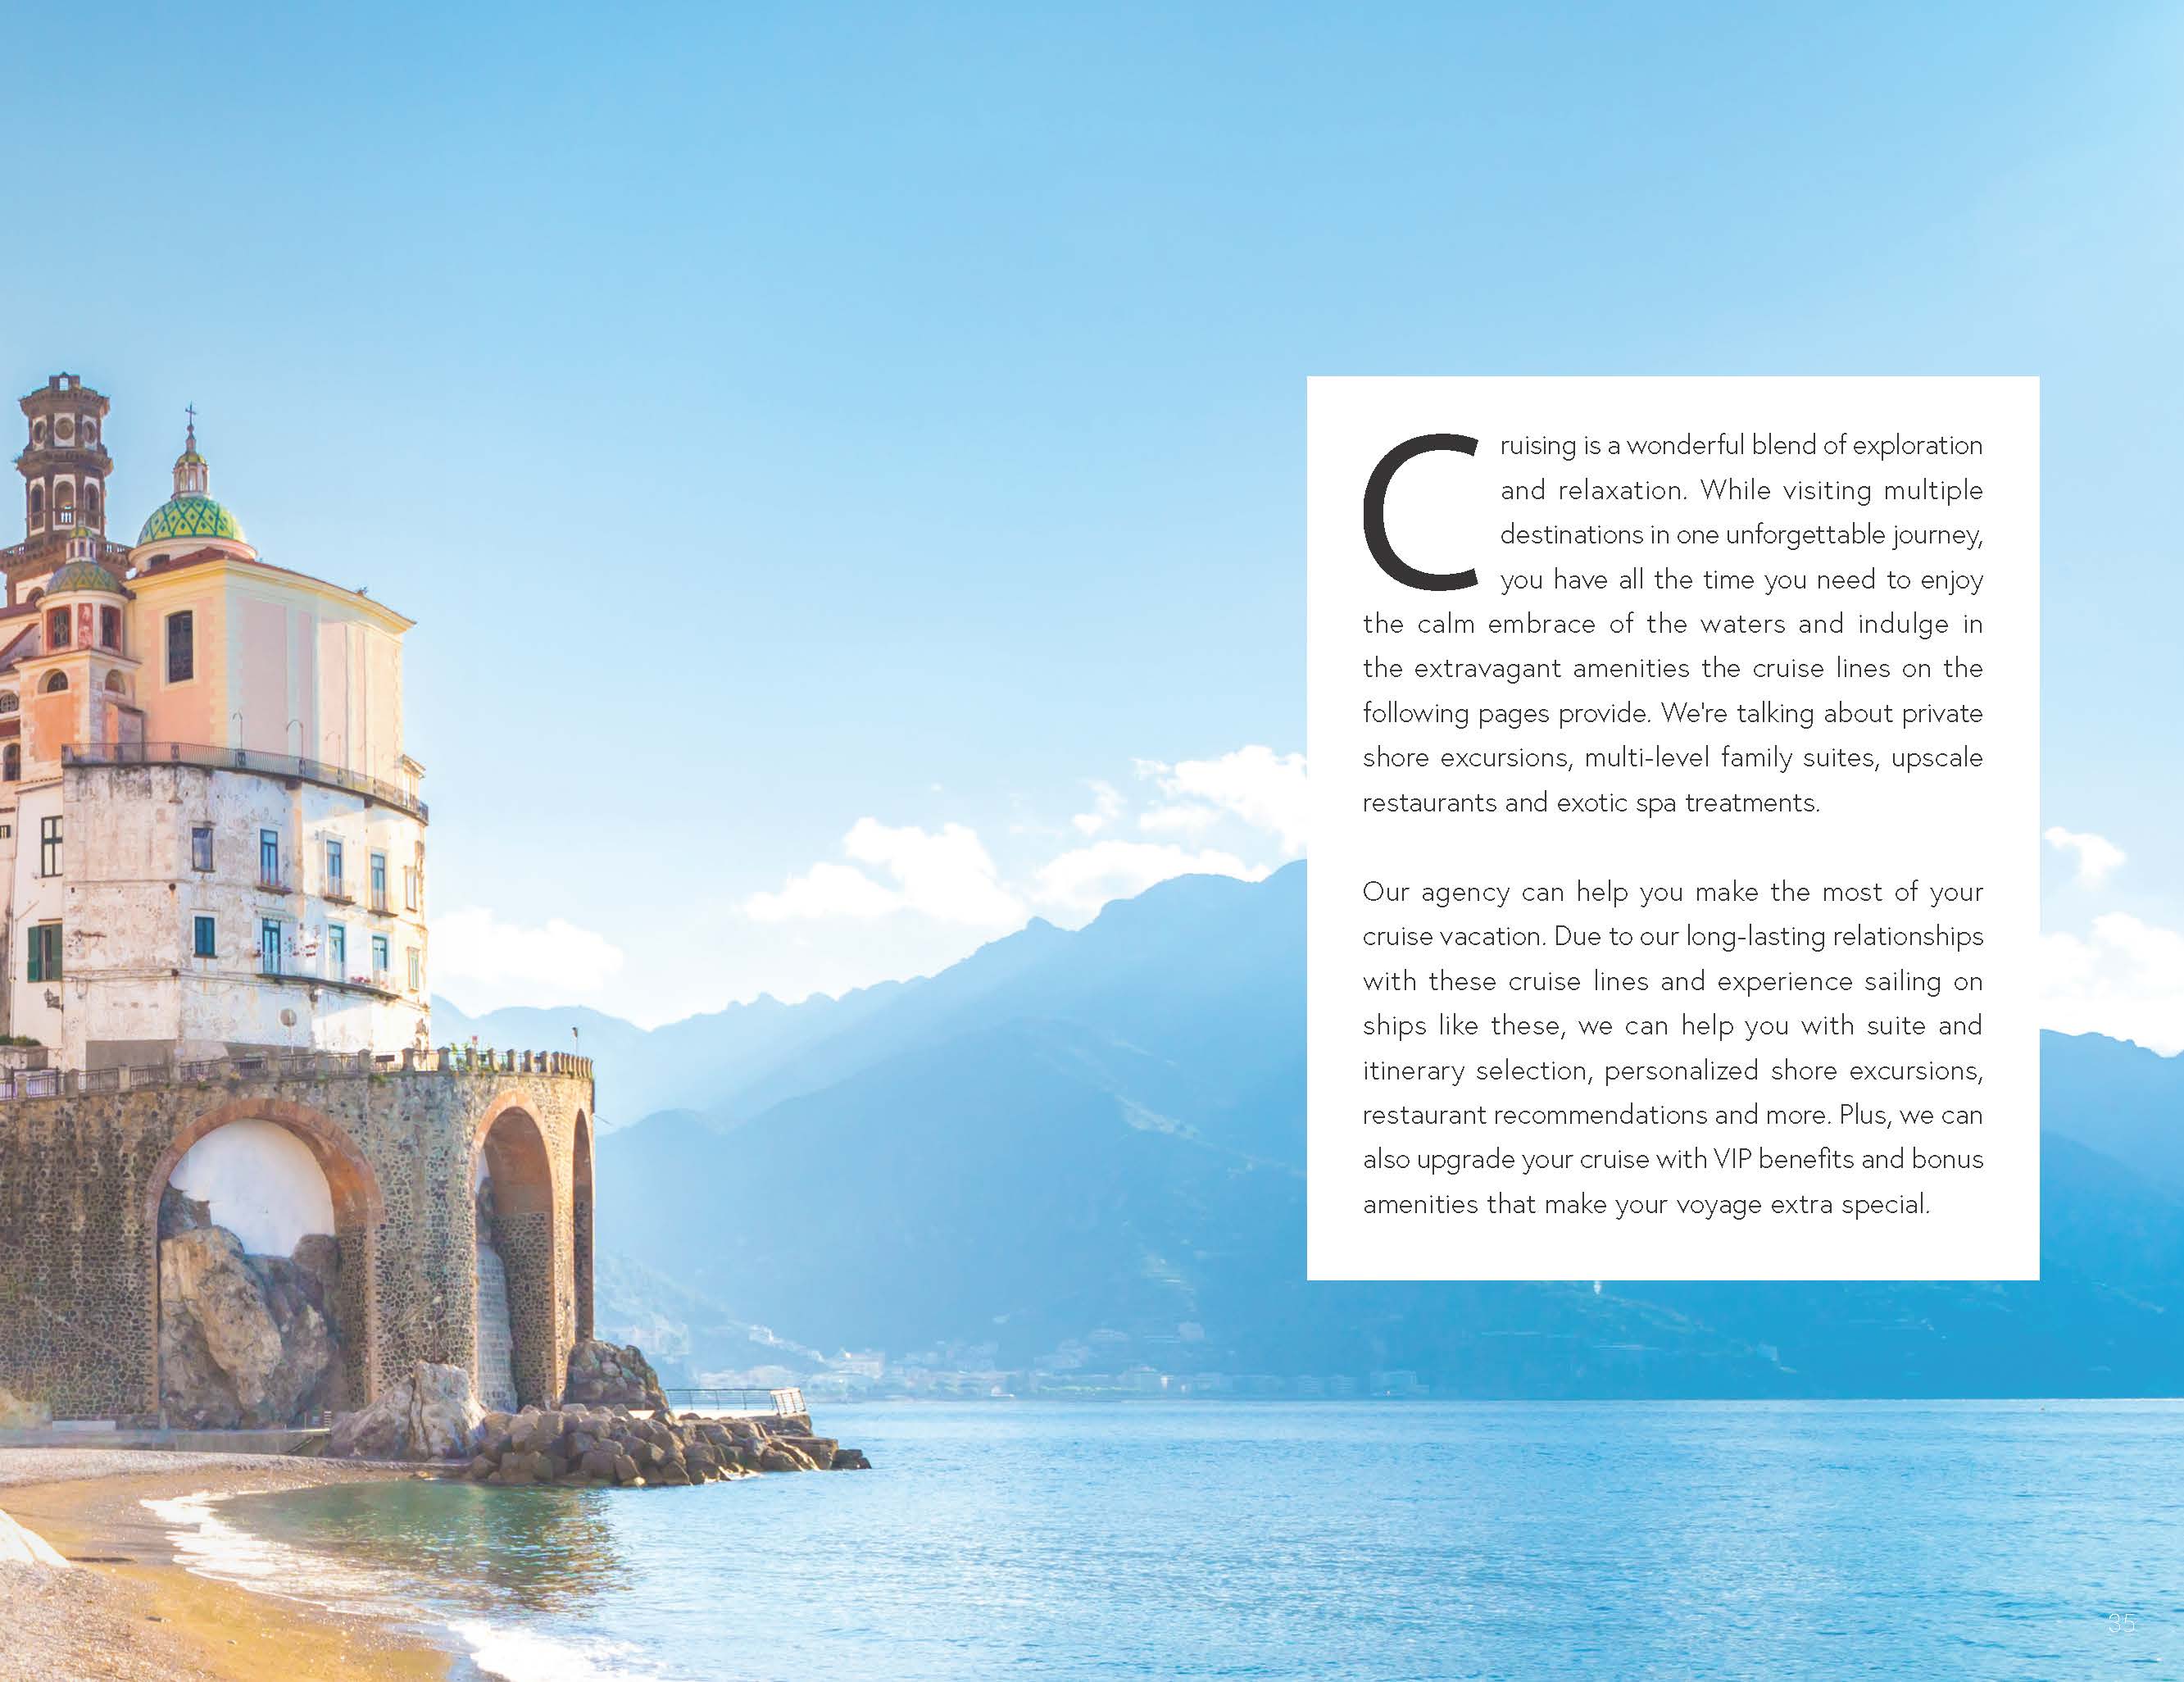 Cruising is a wonderful blend of exploration
and relaxation. While visiting multiple
destinations in one unforgettable journey,
you have all the time you need to enjoy
the calm embrace of the waters and indulge in
the extravagant amenities the cruise lines on the
following pages provide. We're talking about private
shore excursions, multi-level family suites, upscale
restaurants and exotic spa treatments.
Our agency can help you make the most of your
cruise vacation. Due to our long-lasting relationships
with these cruise lines and experience sailing on
ships like these, we can help you with suite and
itinerary selection, personalized shore excursions,
restaurant recommendations and more. Plus, we can
also upgrade your cruise with VIP benefits and bonus
amenities that make your voyage extra special.
35